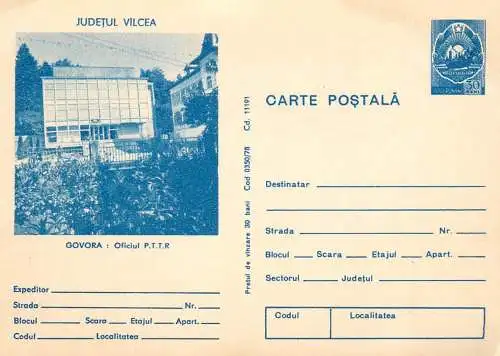 JUDEȚUL VÎLCEA
GOVORA : Oficiul P.T.T.R
Expeditor
Strada Nr.
Blocul Scara Etajul Apart.
Codul Localitatea
Prețul de vînzare 30 bani Cod 0350/78 Cd. 11191
CARTE POȘTALĂ
Destinatar
Strada Nr.
Blocul Scara Etajul Apart.
Sectorul Județul
Codul Localitatea